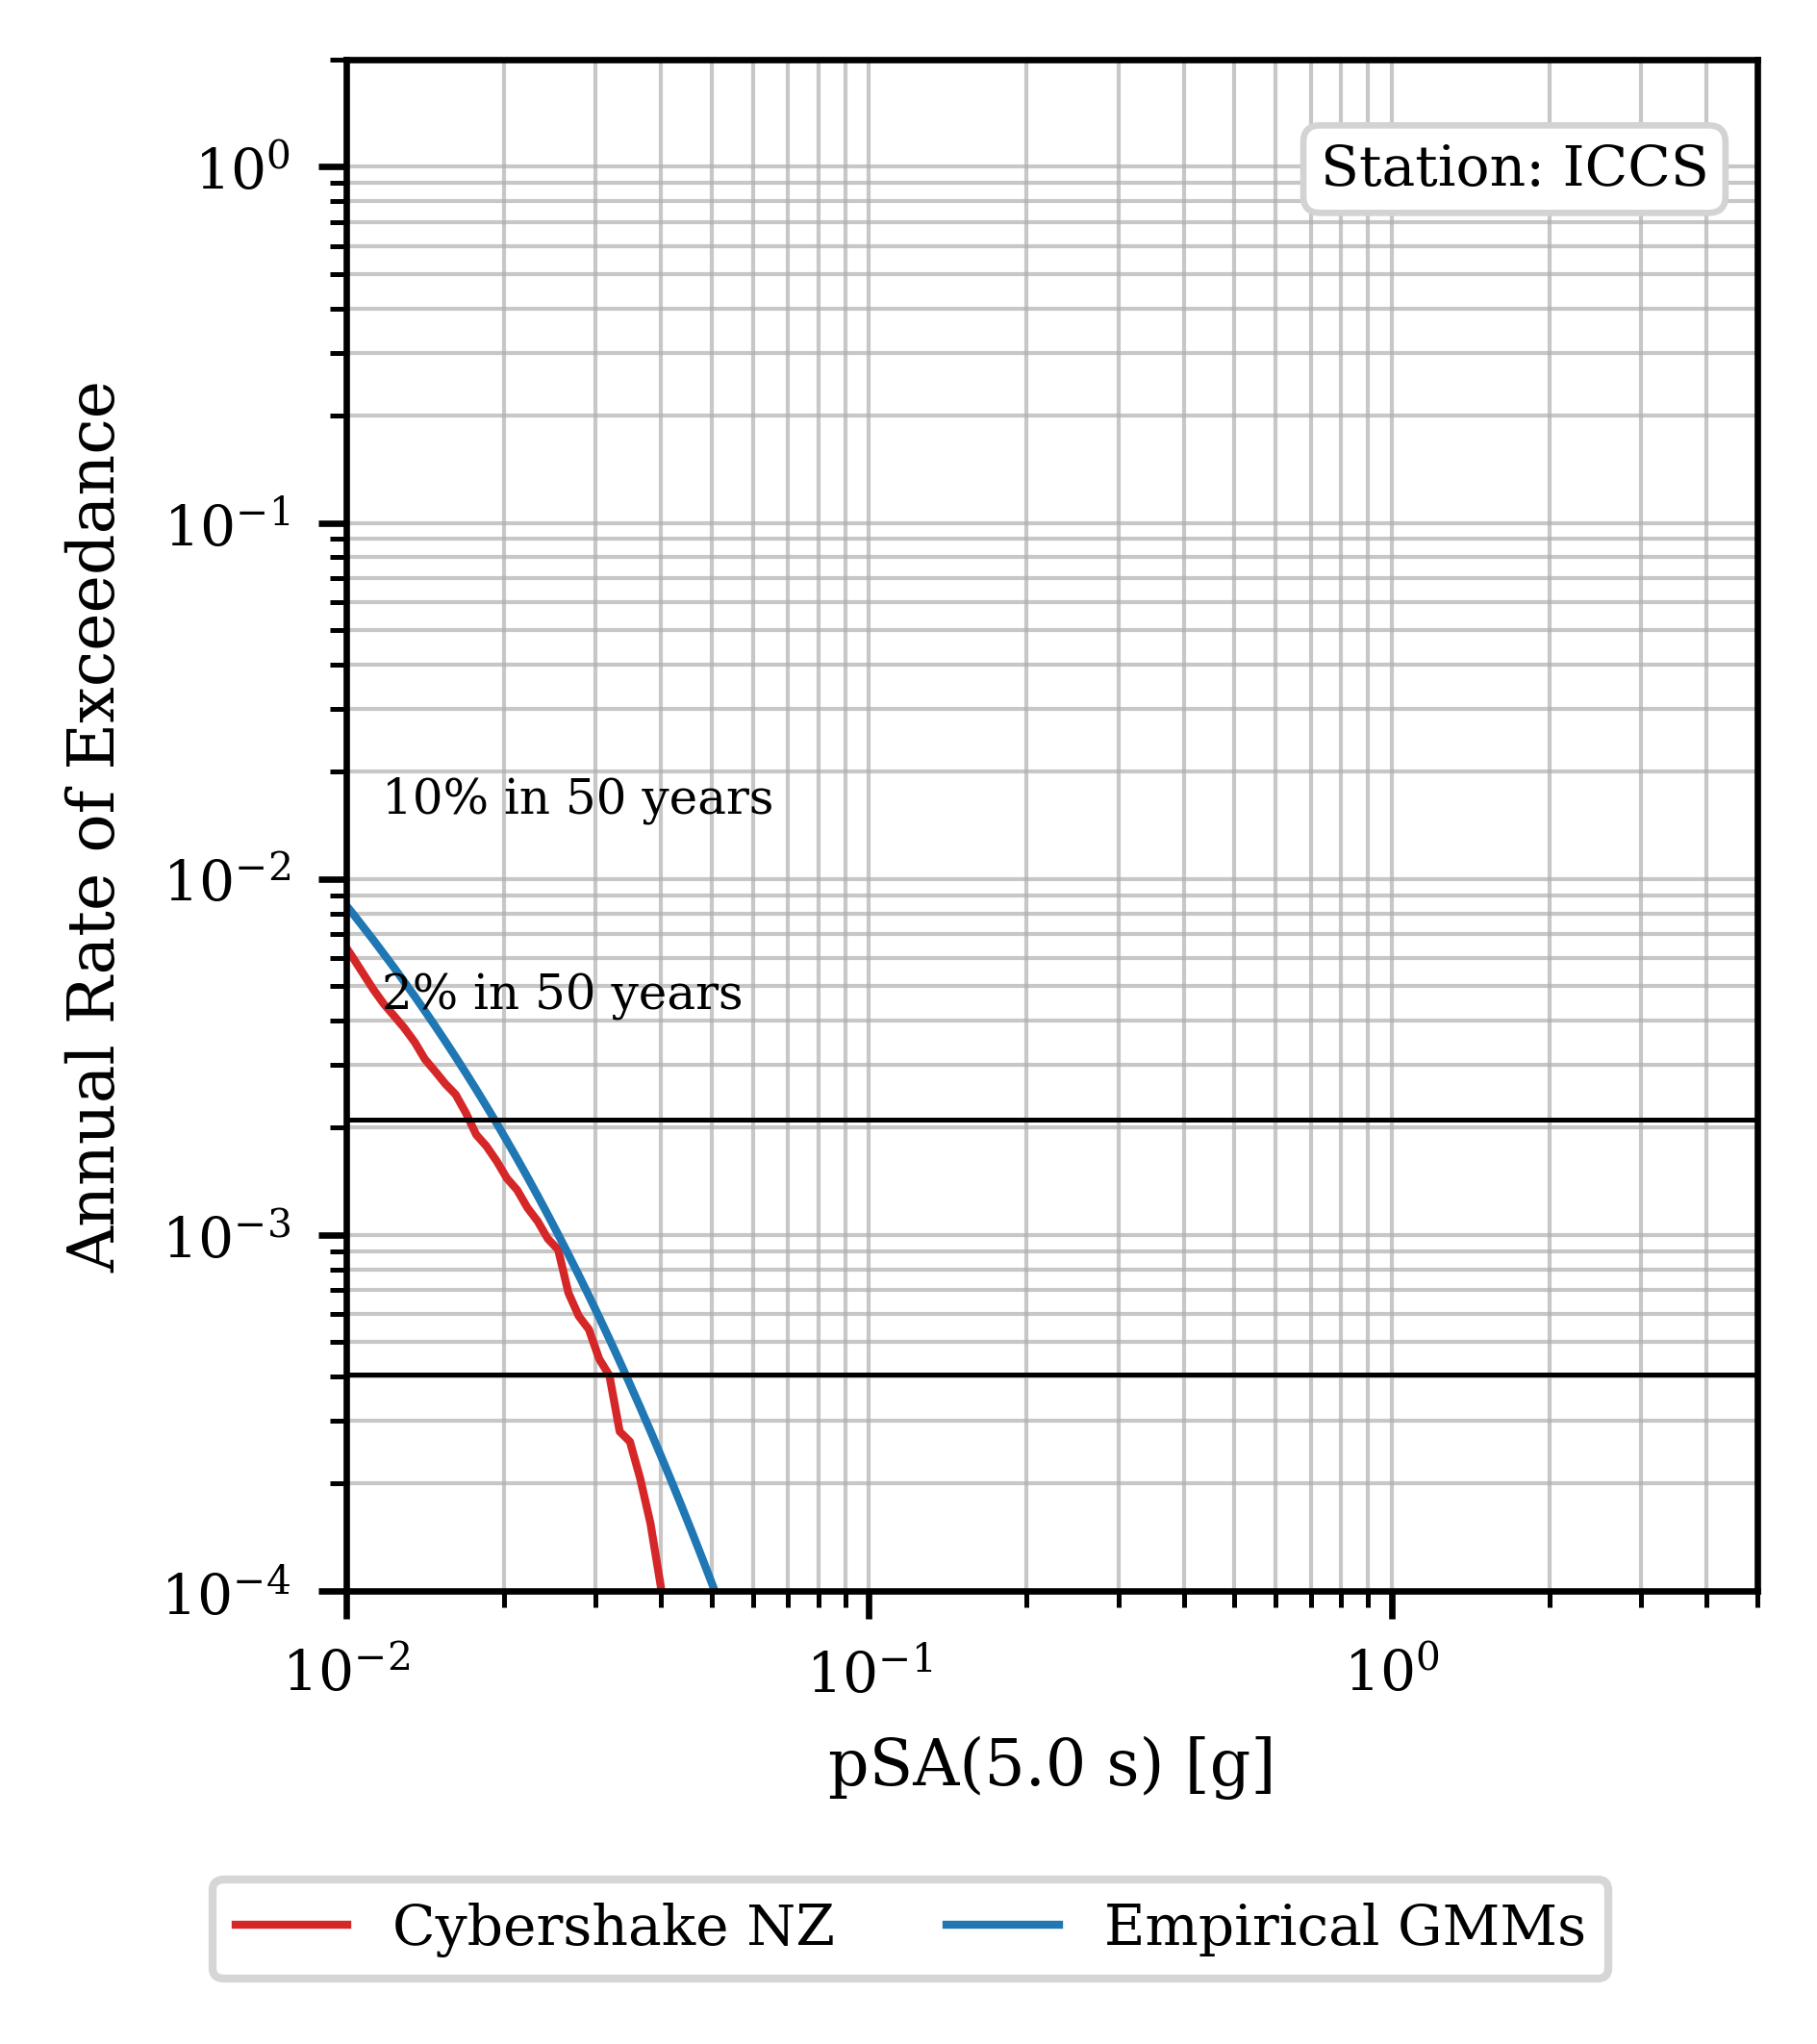 Station: ICCS
Annual Rate of Exceedance
10⁰
10⁻¹
10⁻²
10⁻³
10⁻⁴
10% in 50 years
2% in 50 years
10⁻² 10⁻¹ 10⁰
pSA(5.0 s) [g]
Cybershake NZ Empirical GMMs